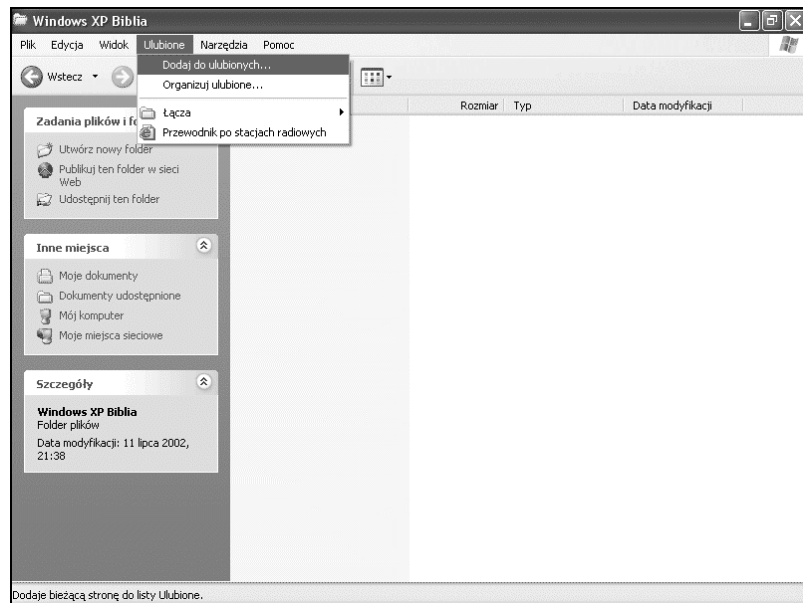 Windows XP Biblia
Plik Edycja Widok Ulubione Narzędzia Pomoc
Dodaj do ulubionych...
Organizuj ulubione...
Łącza
Przewodnik po stacjach radiowych
Wstecz
Rozmiar Typ Data modyfikacji
Zadania plików i fo
Utwórz nowy folder
Publikuj ten folder w sieci
Web
Udostępnij ten folder
Inne miejsca
Moje dokumenty
Dokumenty udostępnione
Mój komputer
Moje miejsca sieciowe
Szczegóły
Windows XP Biblia
Folder plików
Data modyfikacji: 11 lipca 2002,
21:38
Dodaje bieżącą stronę do listy Ulubione.